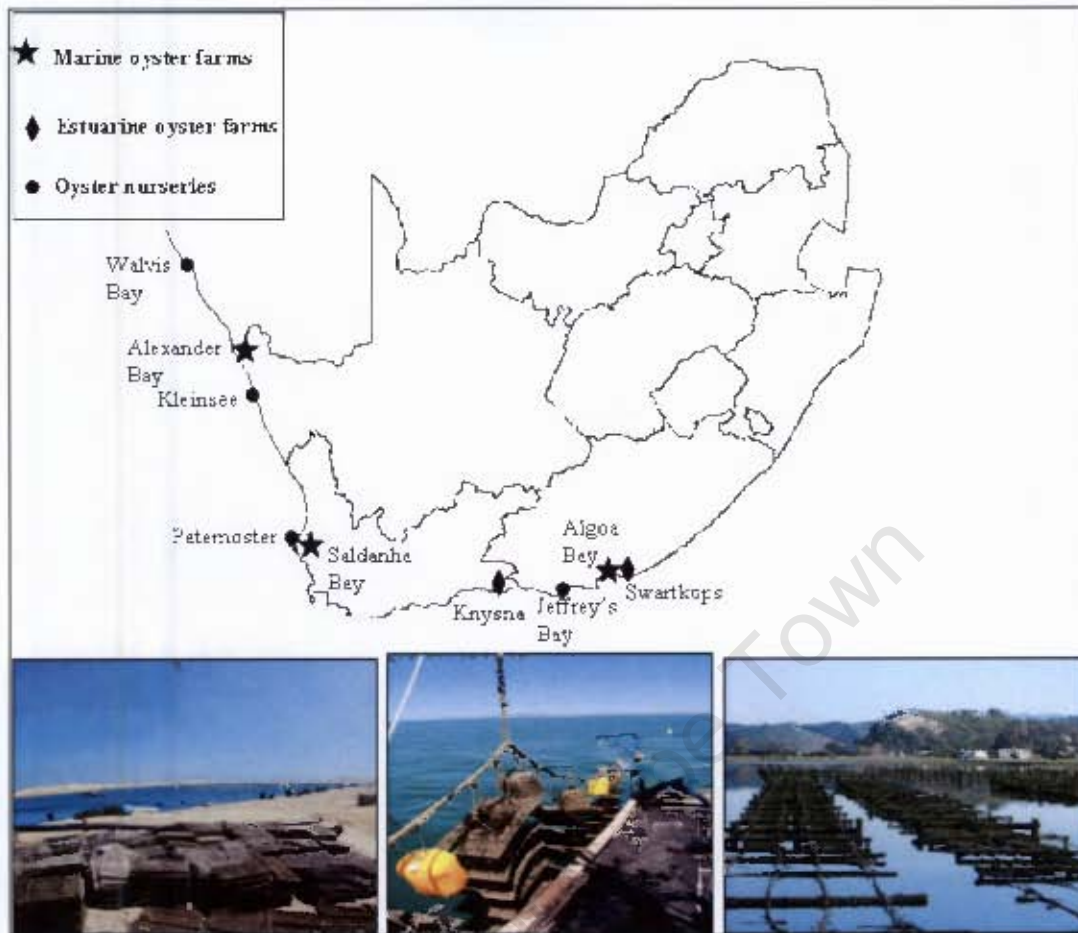 Marine oyster farms
Estuarine oyster farms
Oyster nurseries
Walvis
Bay
Alexander
Bay
Kleinsee
Paternoster
Saldanha
Bay
Algoa
Bay
Swartkops
Knysna
Jeffrey's
Bay
Town